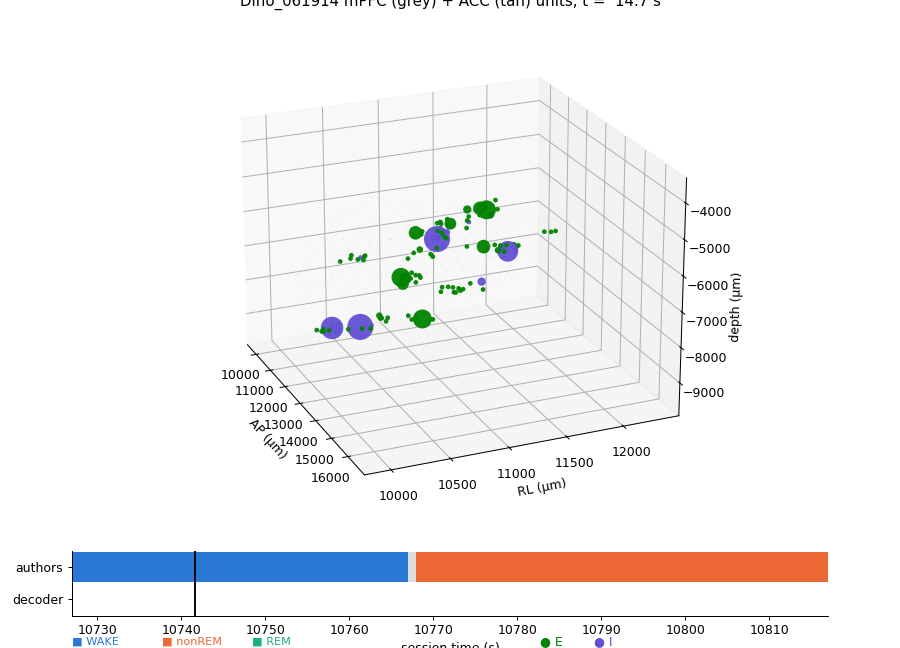 Dino_061914 mPFC (grey) + ACC (tan) units, t = 14.7 s
−4000
−5000
−6000
−7000
−8000
−9000
depth (μm)
10000
11000
12000
13000
14000
15000
16000
AP (μm)
10000
10500
11000
11500
12000
RL (μm)
authors
decoder
10730 10740 10750 10760 10770 10780 10790 10800 10810
session time (s)
WAKE nonREM REM E I